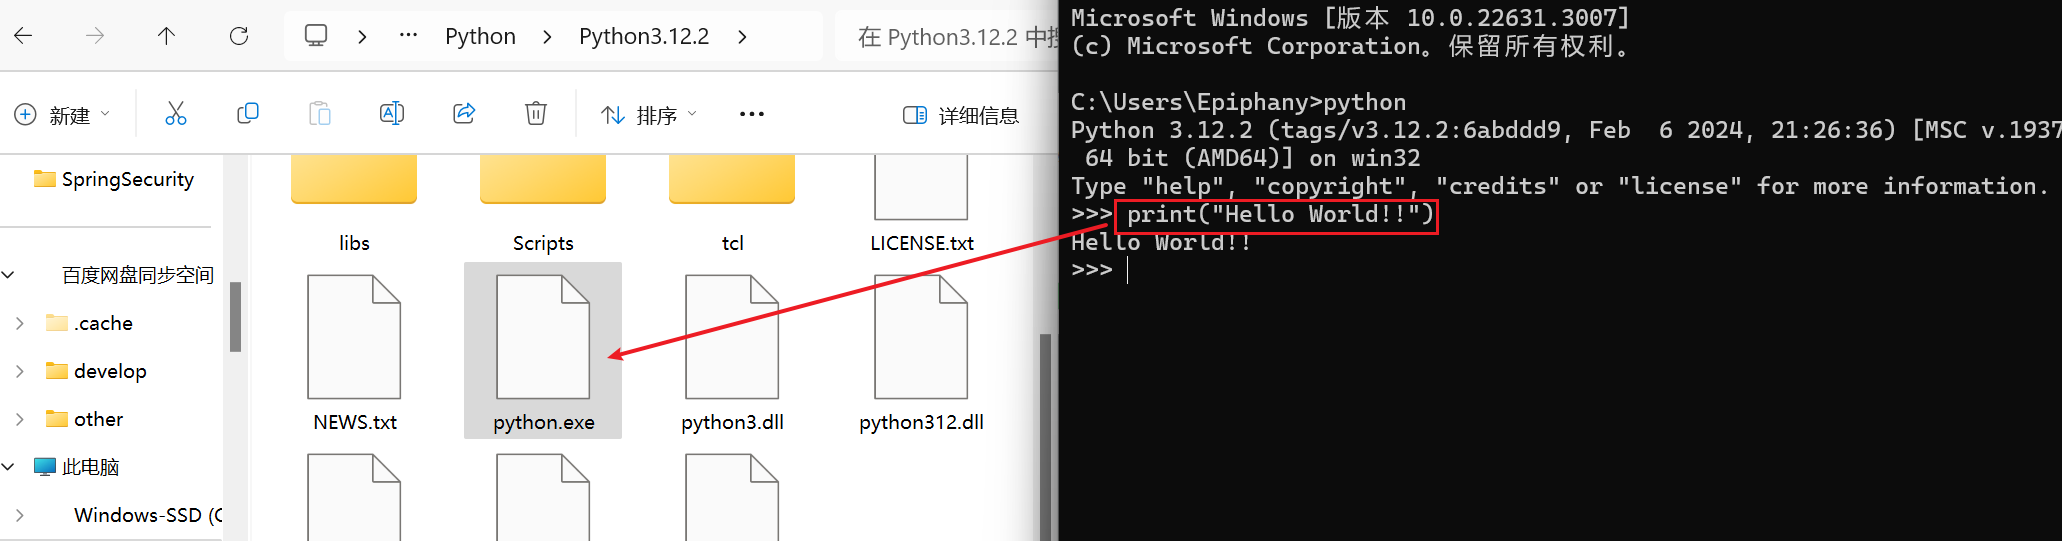 Python
Python3.12.2
在 Python3.12.2 中
新建
排序
详细信息
SpringSecurity
百度网盘同步空间
.cache
develop
other
此电脑
Windows-SSD (C
libs
Scripts
tcl
LICENSE.txt
NEWS.txt
python.exe
python3.dll
python312.dll
Microsoft Windows [版本 10.0.22631.3007]
(c) Microsoft Corporation。保留所有权利。
C:\Users\Epiphany>python
Python 3.12.2 (tags/v3.12.2:6abddd9, Feb  6 2024, 21:26:36) [MSC v.1937
 64 bit (AMD64)] on win32
Type "help", "copyright", "credits" or "license" for more information.
>>> print("Hello World!!")
Hello World!!
>>>